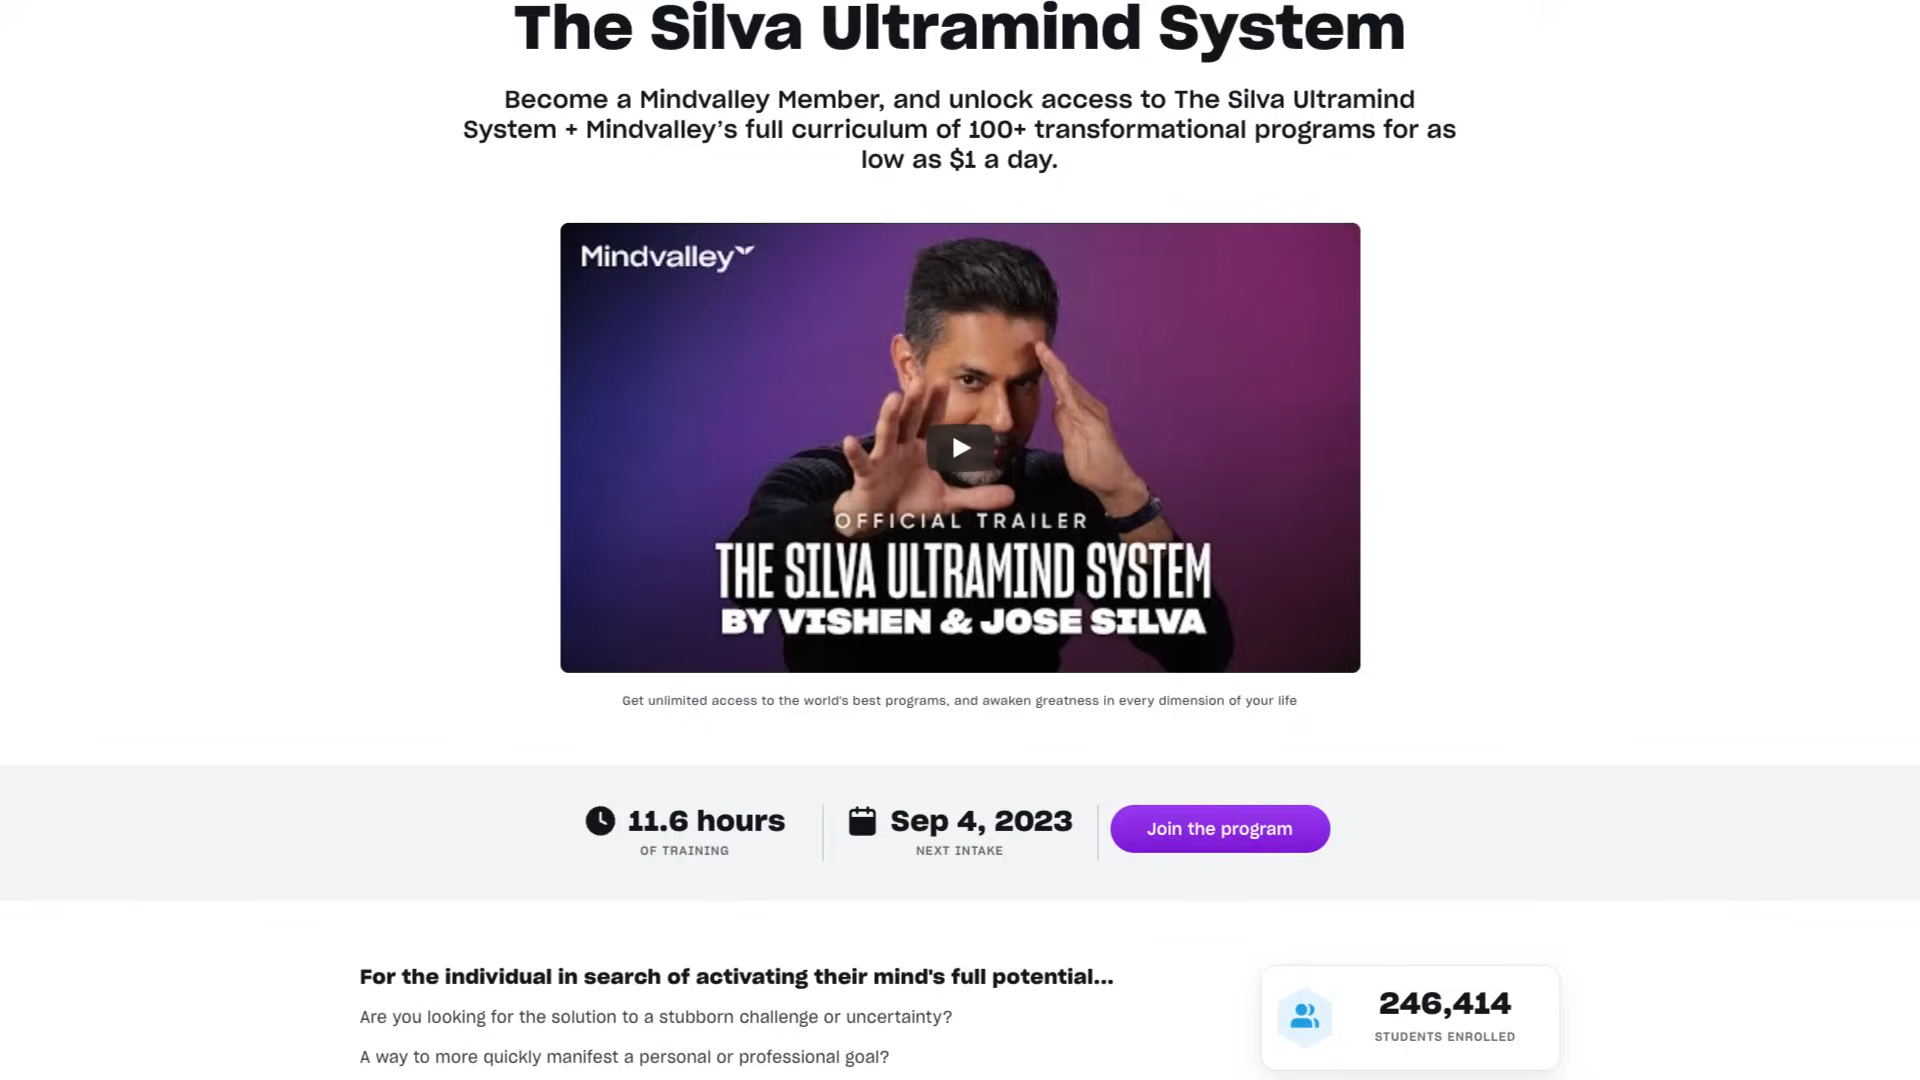 The Silva Ultramind System
Become a Mindvalley Member, and unlock access to The Silva Ultramind
System + Mindvalley’s full curriculum of 100+ transformational programs for as
low as $1 a day.
Mindvalley
OFFICIAL TRAILER
THE SILVA ULTRAMIND SYSTEM
BY VISHEN & JOSE SILVA
Get unlimited access to the world's best programs, and awaken greatness in every dimension of your life
11.6 hours
OF TRAINING
Sep 4, 2023
NEXT INTAKE
Join the program
For the individual in search of activating their mind's full potential...
Are you looking for the solution to a stubborn challenge or uncertainty?
A way to more quickly manifest a personal or professional goal?
246,414
STUDENTS ENROLLED